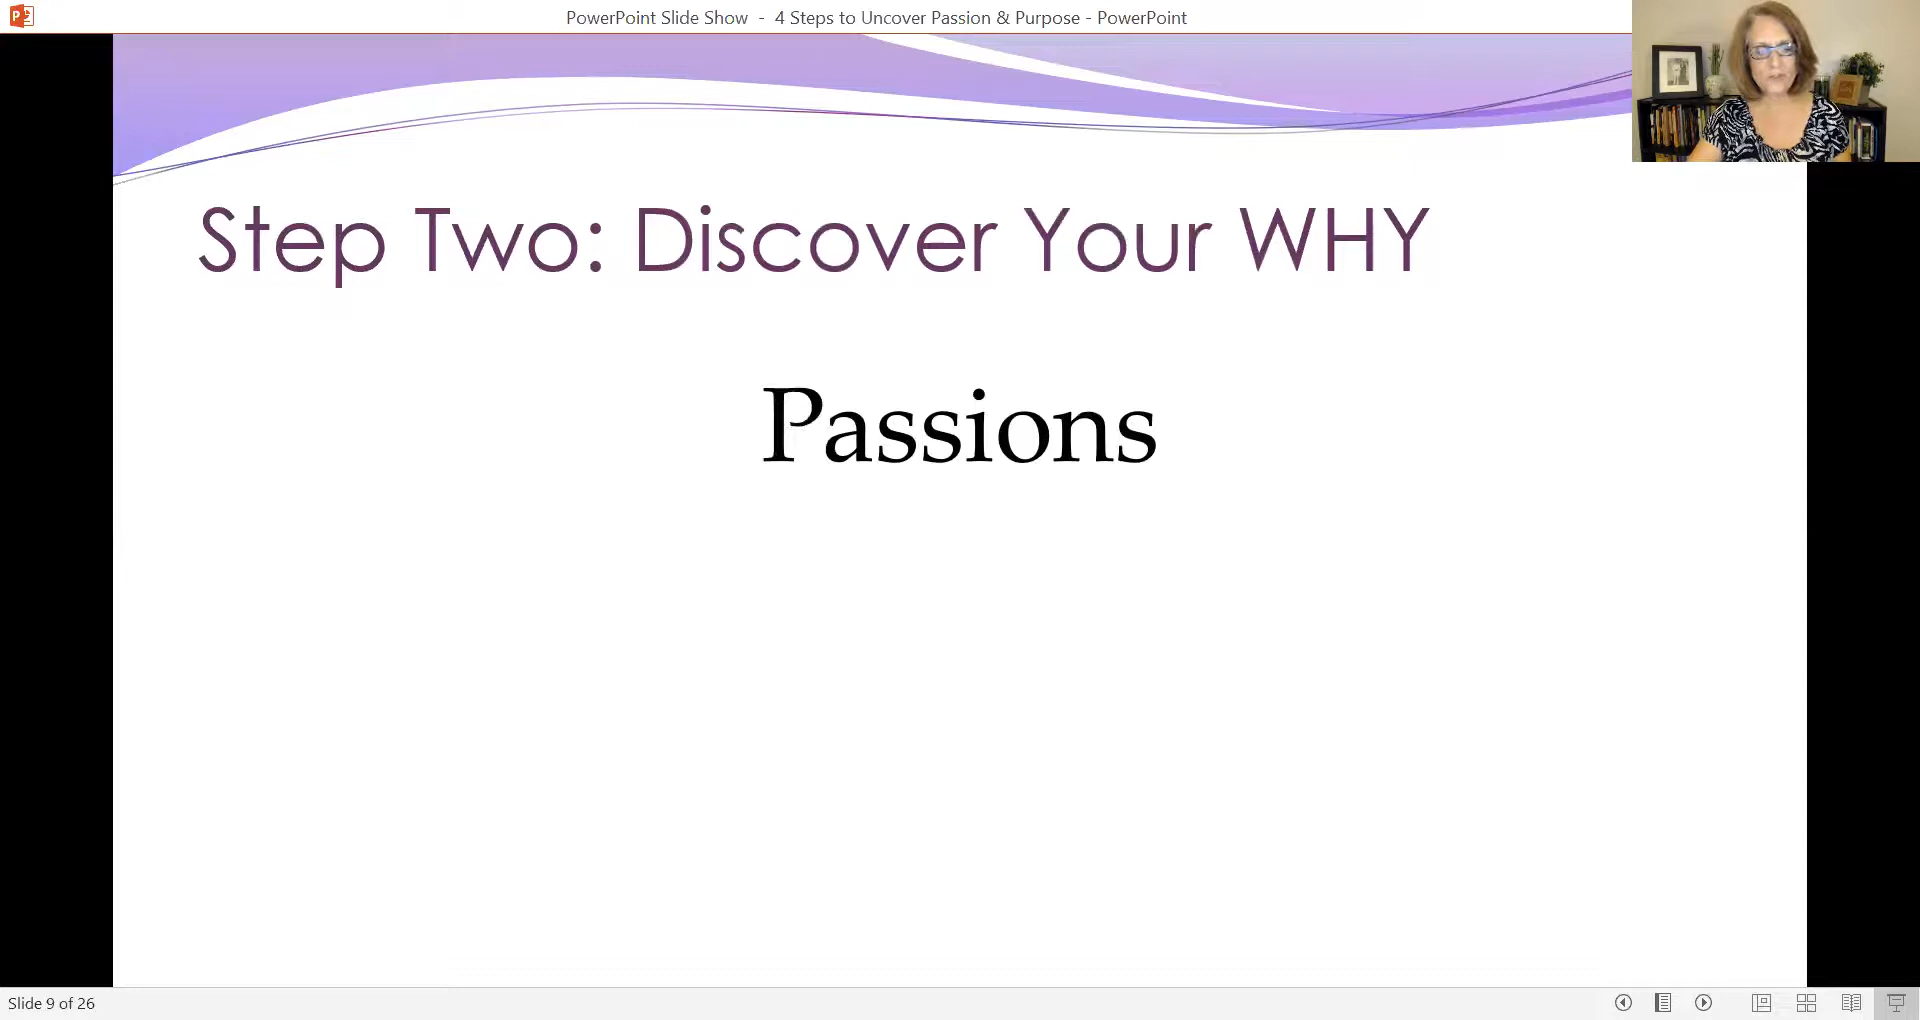 PowerPoint Slide Show - 4 Steps to Uncover Passion & Purpose - PowerPoint
Step Two: Discover Your WHY
Passions
Slide 9 of 26